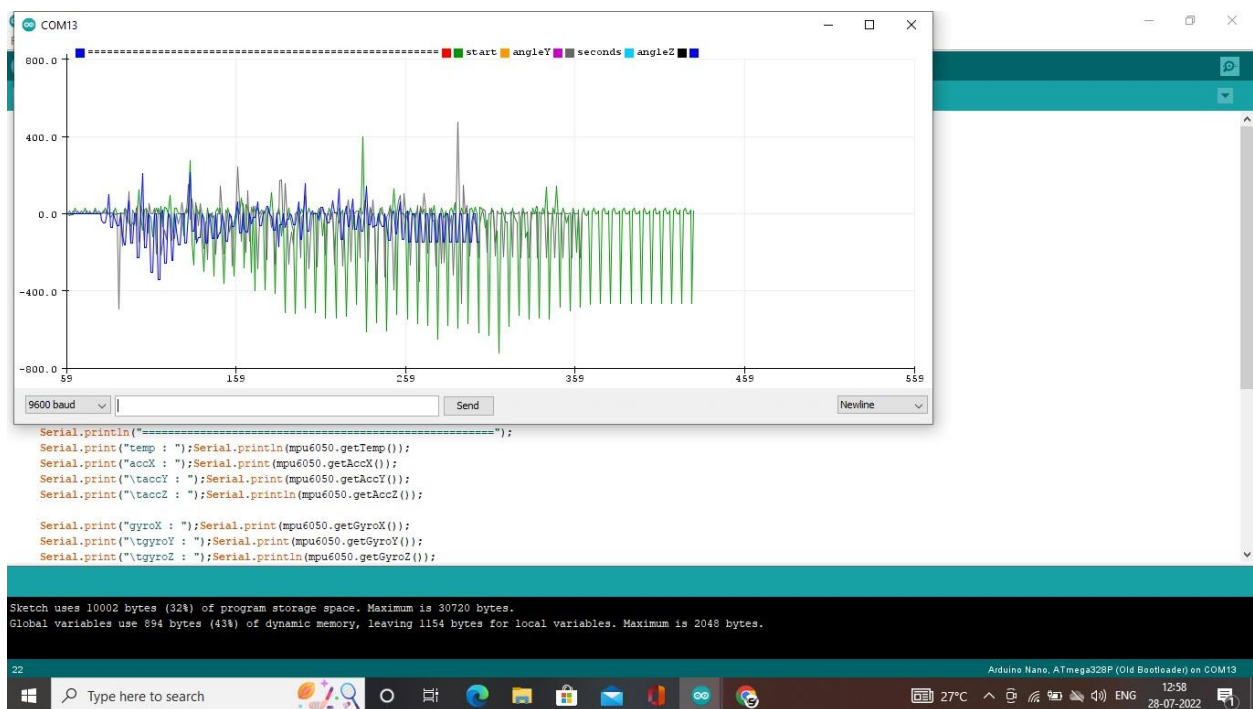 COM13
====================================================== start angleY seconds angleZ
800.0
400.0
0.0
-400.0
-800.0
59 159 259 359 459 559
9600 baud Send Newline
Serial.println("=======================================================");
Serial.print("temp : ");Serial.println(mpu6050.getTemp());
Serial.print("accX : ");Serial.print(mpu6050.getAccX());
Serial.print("\taccY : ");Serial.print(mpu6050.getAccY());
Serial.print("\taccZ : ");Serial.println(mpu6050.getAccZ());
Serial.print("gyroX : ");Serial.print(mpu6050.getGyroX());
Serial.print("\tgyroY : ");Serial.print(mpu6050.getGyroY());
Serial.print("\tgyroZ : ");Serial.println(mpu6050.getGyroZ());
Sketch uses 10002 bytes (32%) of program storage space. Maximum is 30720 bytes.
Global variables use 894 bytes (43%) of dynamic memory, leaving 1154 bytes for local variables. Maximum is 2048 bytes.
22 Arduino Nano, ATmega328P (Old Bootloader) on COM13
Type here to search 27°C ENG 12:58
28-07-2022